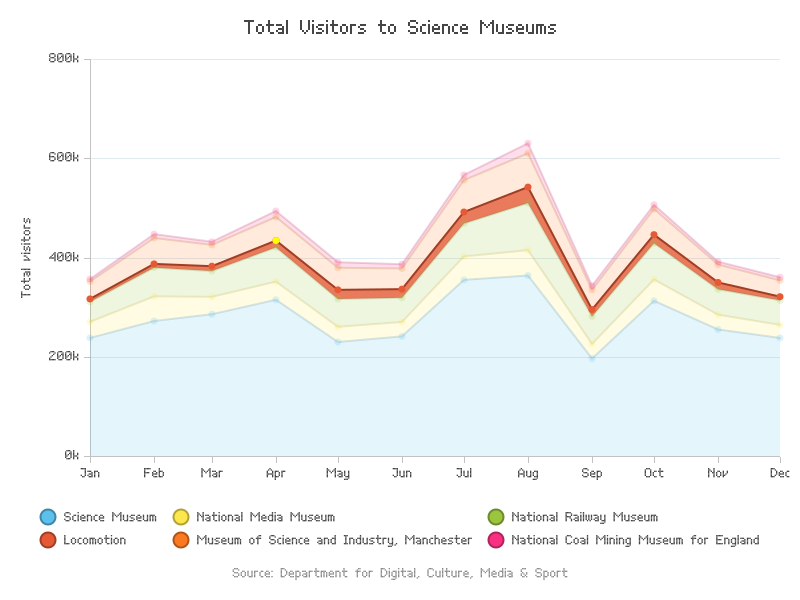 Total Visitors to Science Museums
800k
600k
400k
200k
0k
Total visitors
Jan Feb Mar Apr May Jun Jul Aug Sep Oct Nov Dec
Science Museum National Media Museum National Railway Museum
Locomotion Museum of Science and Industry, Manchester National Coal Mining Museum for England
Source: Department for Digital, Culture, Media & Sport